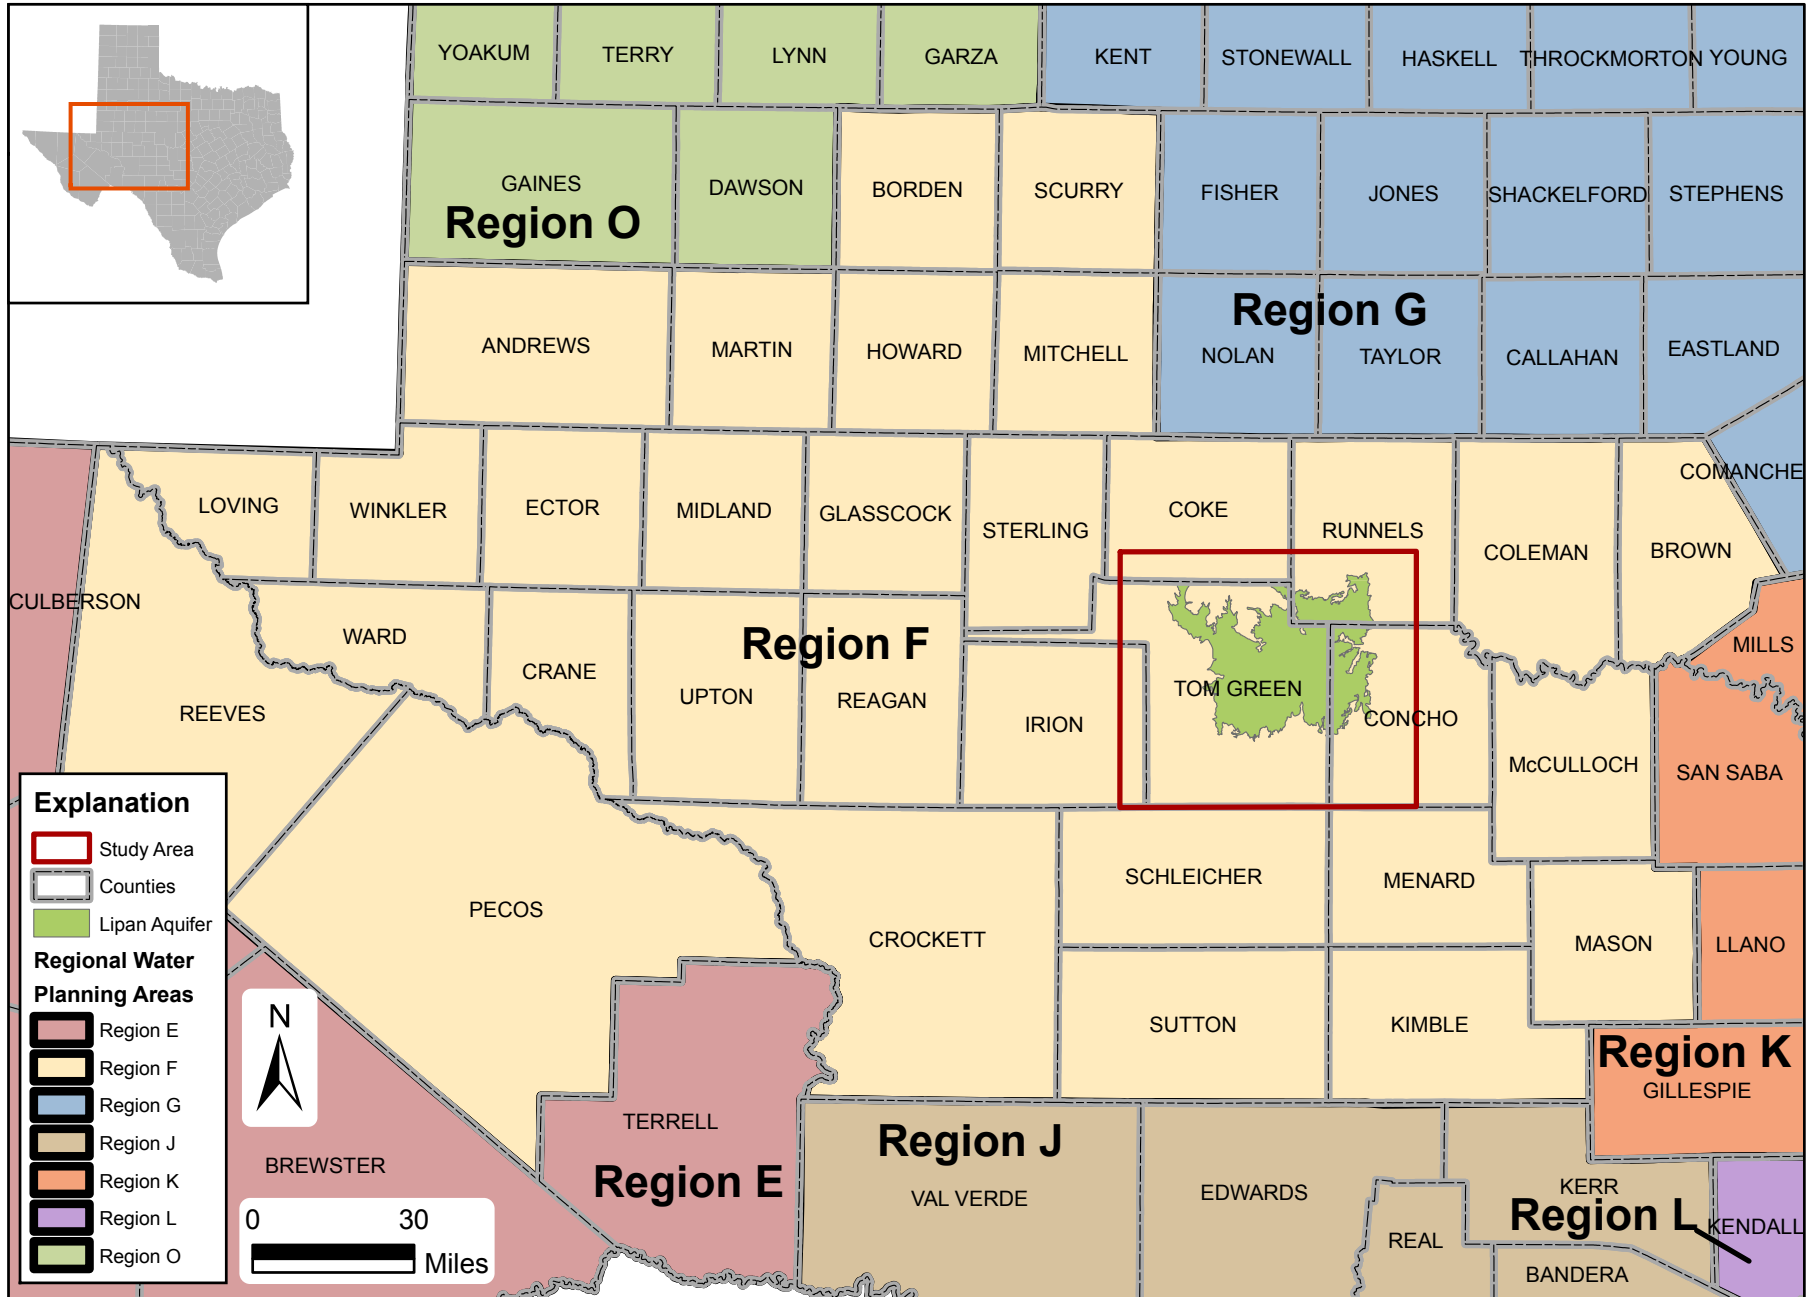 YOAKUM
TERRY
LYNN
GARZA
KENT
STONEWALL
HASKELL
THROCKMORTON
YOUNG
GAINES
DAWSON
BORDEN
SCURRY
FISHER
JONES
SHACKELFORD
STEPHENS
Region O
Region G
ANDREWS
MARTIN
HOWARD
MITCHELL
NOLAN
TAYLOR
CALLAHAN
EASTLAND
COMANCHE
LOVING
WINKLER
ECTOR
MIDLAND
GLASSCOCK
STERLING
COKE
RUNNELS
COLEMAN
BROWN
CULBERSON
WARD
CRANE
Region F
MILLS
REEVES
UPTON
REAGAN
IRION
TOM GREEN
CONCHO
McCULLOCH
SAN SABA
PECOS
CROCKETT
SCHLEICHER
MENARD
MASON
LLANO
SUTTON
KIMBLE
Region K
GILLESPIE
TERRELL
Region E
BREWSTER
Region J
VAL VERDE
EDWARDS
KERR
Region L
KENDALL
REAL
BANDERA
Explanation
Study Area
Counties
Lipan Aquifer
Regional Water
Planning Areas
Region E
Region F
Region G
Region J
Region K
Region L
Region O
N
0 30
Miles